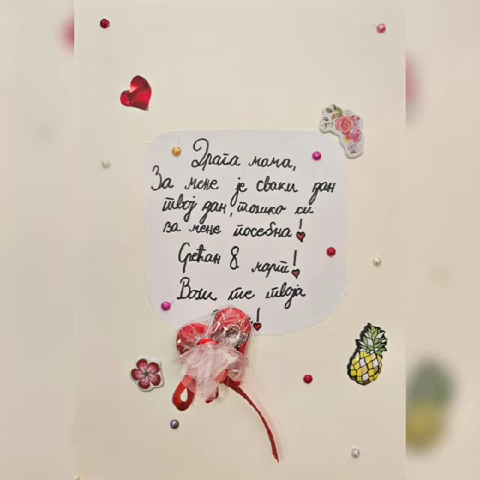 Драга мама,
За мене је сваки дан
твој дан, толико си
за мене посебна!
Срећан 8 март!
Воли те твоја
!